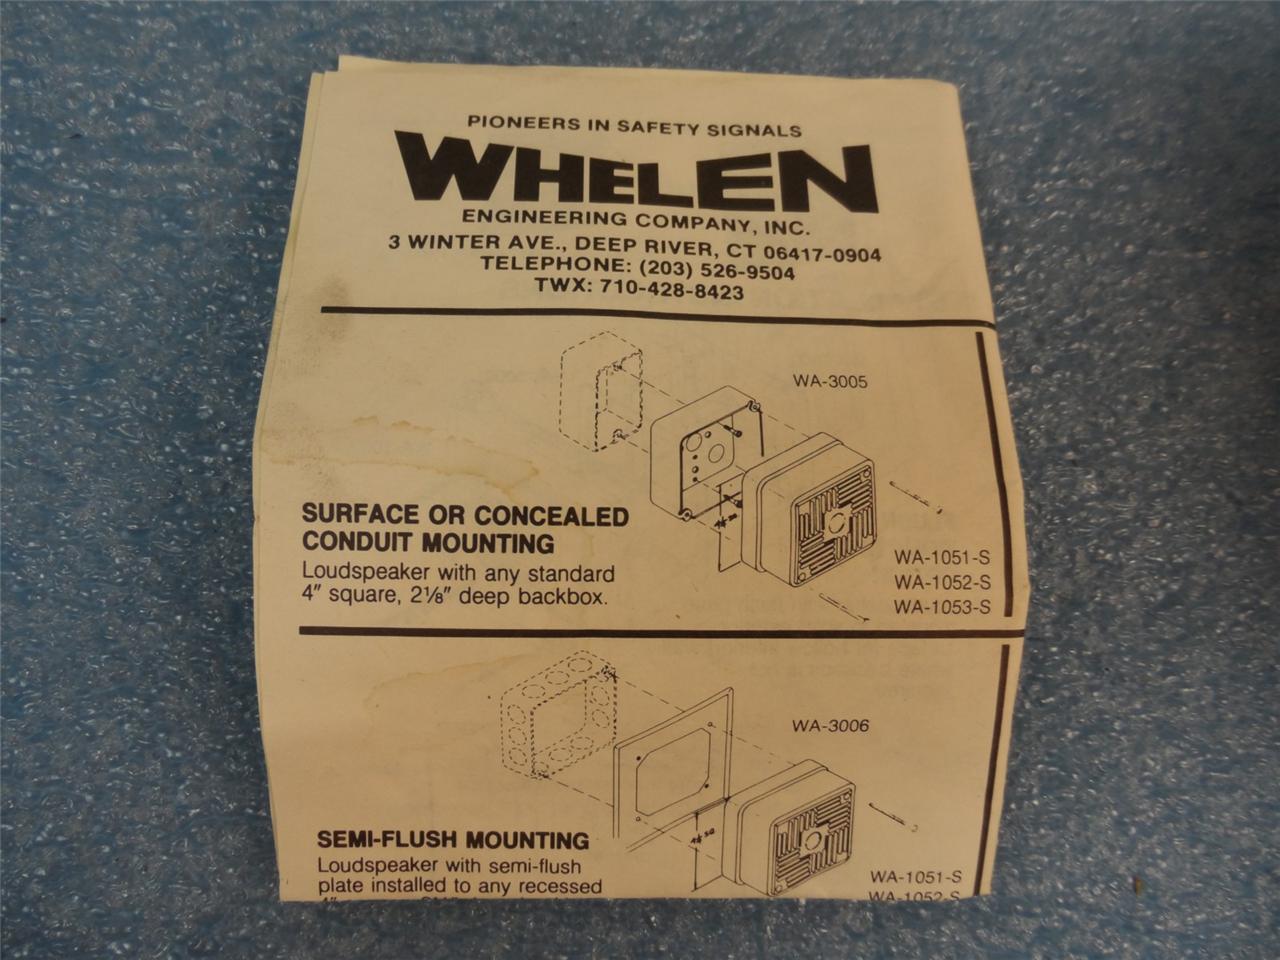 PIONEERS IN SAFETY SIGNALS
WHELEN
ENGINEERING COMPANY, INC.
3 WINTER AVE., DEEP RIVER, CT 06417-0904
TELEPHONE: (203) 526-9504
TWX: 710-428-8423
WA-3005
SURFACE OR CONCEALED
CONDUIT MOUNTING
Loudspeaker with any standard
4" square, 2⅛" deep backbox.
WA-1051-S
WA-1052-S
WA-1053-S
WA-3006
SEMI-FLUSH MOUNTING
Loudspeaker with semi-flush
plate installed to any recessed
WA-1051-S
WA-1052-S